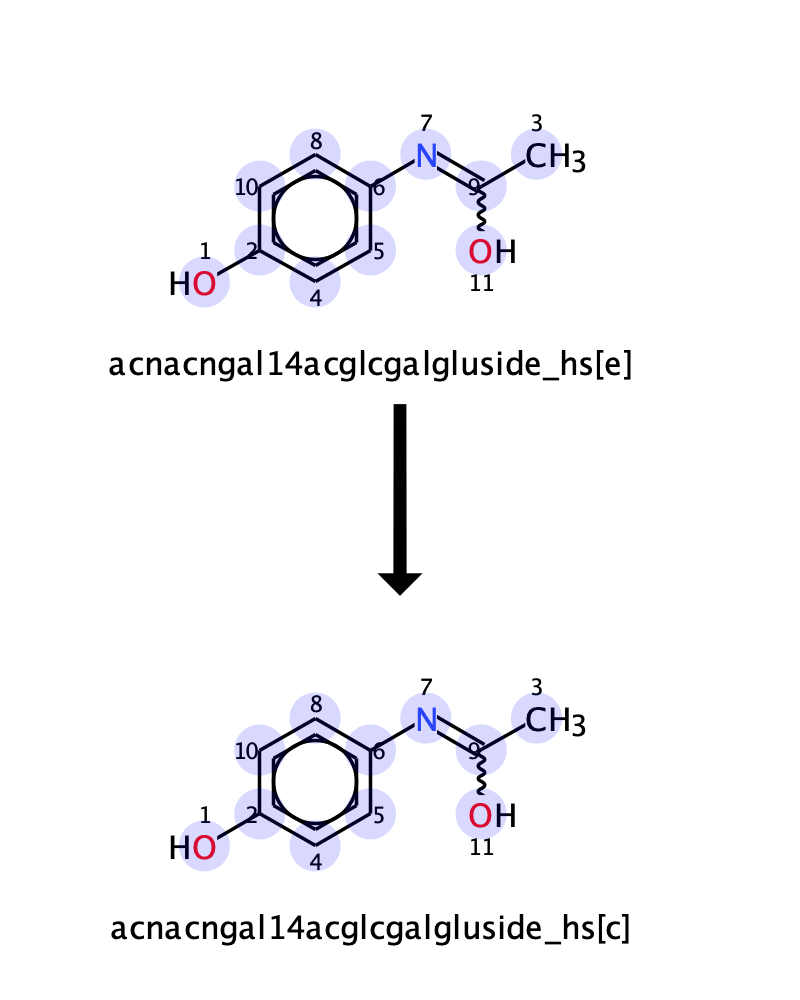 7 3
8 N CH3
10 6 9
1 2 5 OH
HO 4 11
acnacngal14acglcgalgluside_hs[e]
7 3
8 N CH3
10 6 9
1 2 5 OH
HO 4 11
acnacngal14acglcgalgluside_hs[c]